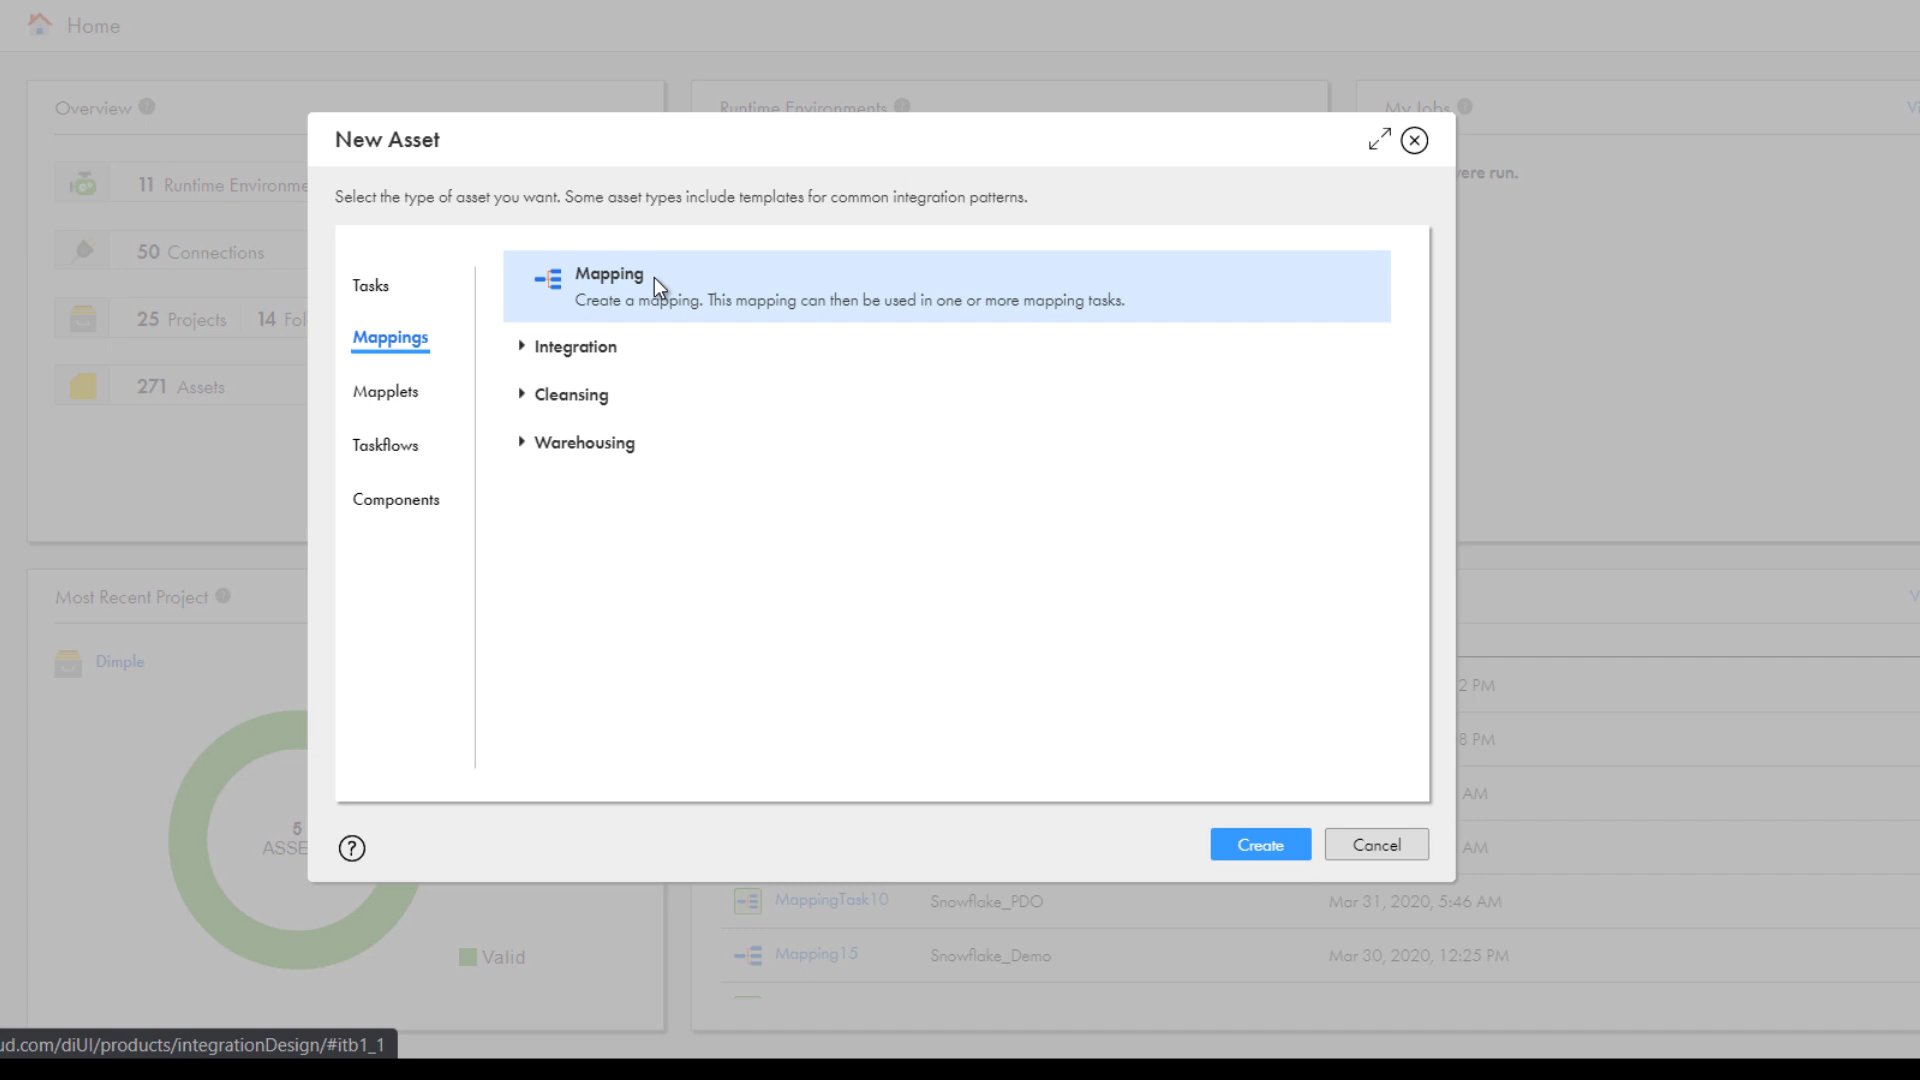 Home
Overview
11 Runtime
50 Connections
25 Projects 14
271 Assets
Most Recent Project
Dimple
5
Valid
Runtime Environments
My Jobs
were run.
New Asset
Select the type of asset you want. Some asset types include templates for common integration patterns.
Tasks
Mappings
Mapplets
Taskflows
Components
Mapping
Create a mapping. This mapping can then be used in one or more mapping tasks.
Integration
Cleansing
Warehousing
?
Create
Cancel
2 PM
8 PM
AM
AM
MappingTask10 Snowflake_PDO Mar 31, 2020, 5:46 AM
Mapping15 Snowflake_Demo Mar 30, 2020, 12:25 PM
ud.com/diUI/products/integrationDesign/#itb1_1